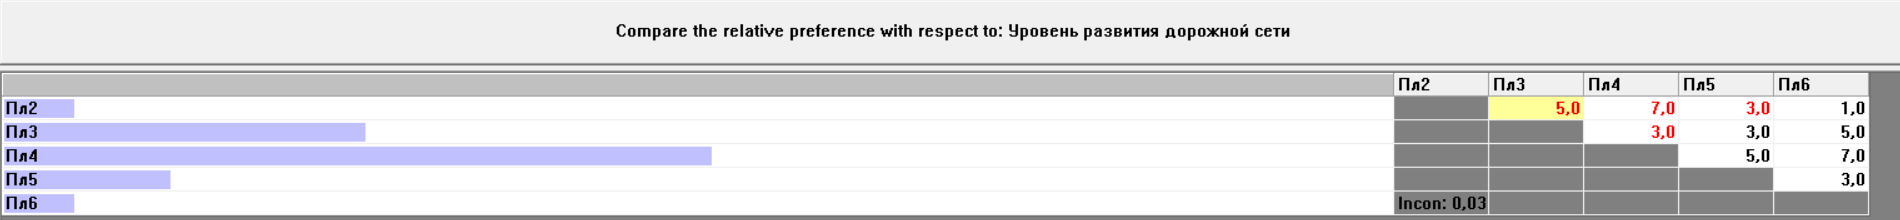 Compare the relative preference with respect to: Уровень развития дорожной сети
Пл2 Пл3 Пл4 Пл5 Пл6
Пл2 5,0 7,0 3,0 1,0
Пл3 3,0 3,0 5,0
Пл4 5,0 7,0
Пл5 3,0
Пл6 Incon: 0,03